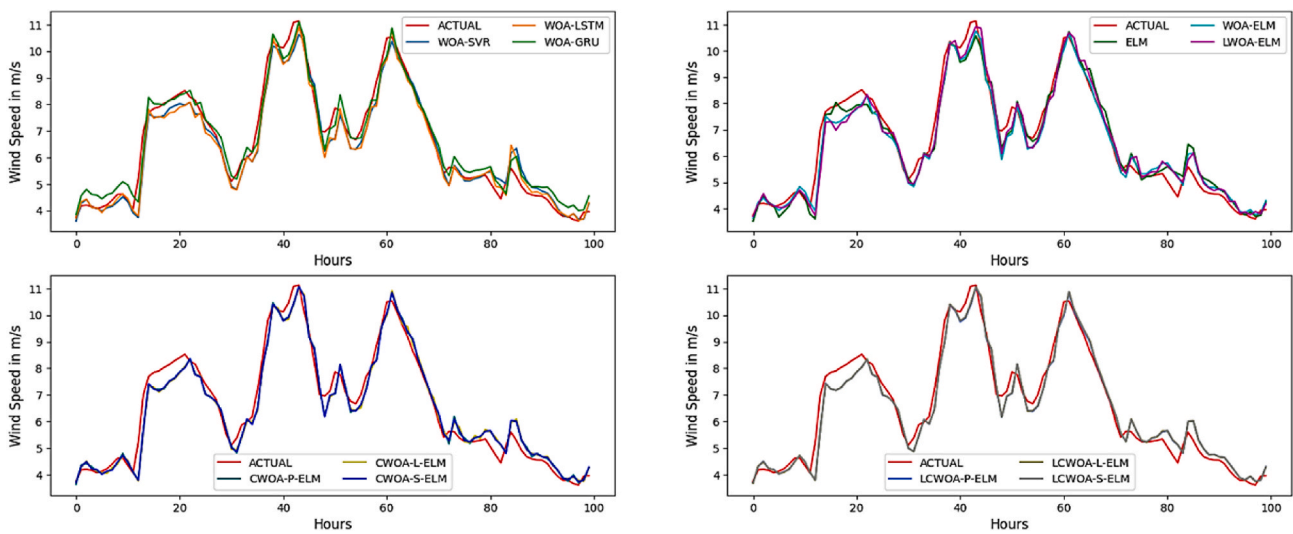 11
10
9
8
7
6
5
4
Wind Speed in m/s
ACTUAL
WOA-SVR
WOA-LSTM
WOA-GRU
0 20 40 60 80 100
Hours
11
10
9
8
7
6
5
4
Wind Speed in m/s
ACTUAL
ELM
WOA-ELM
LWOA-ELM
0 20 40 60 80 100
Hours
11
10
9
8
7
6
5
4
Wind Speed in m/s
ACTUAL
CWOA-P-ELM
CWOA-L-ELM
CWOA-S-ELM
0 20 40 60 80 100
Hours
11
10
9
8
7
6
5
4
Wind Speed in m/s
ACTUAL
LCWOA-P-ELM
LCWOA-L-ELM
LCWOA-S-ELM
0 20 40 60 80 100
Hours